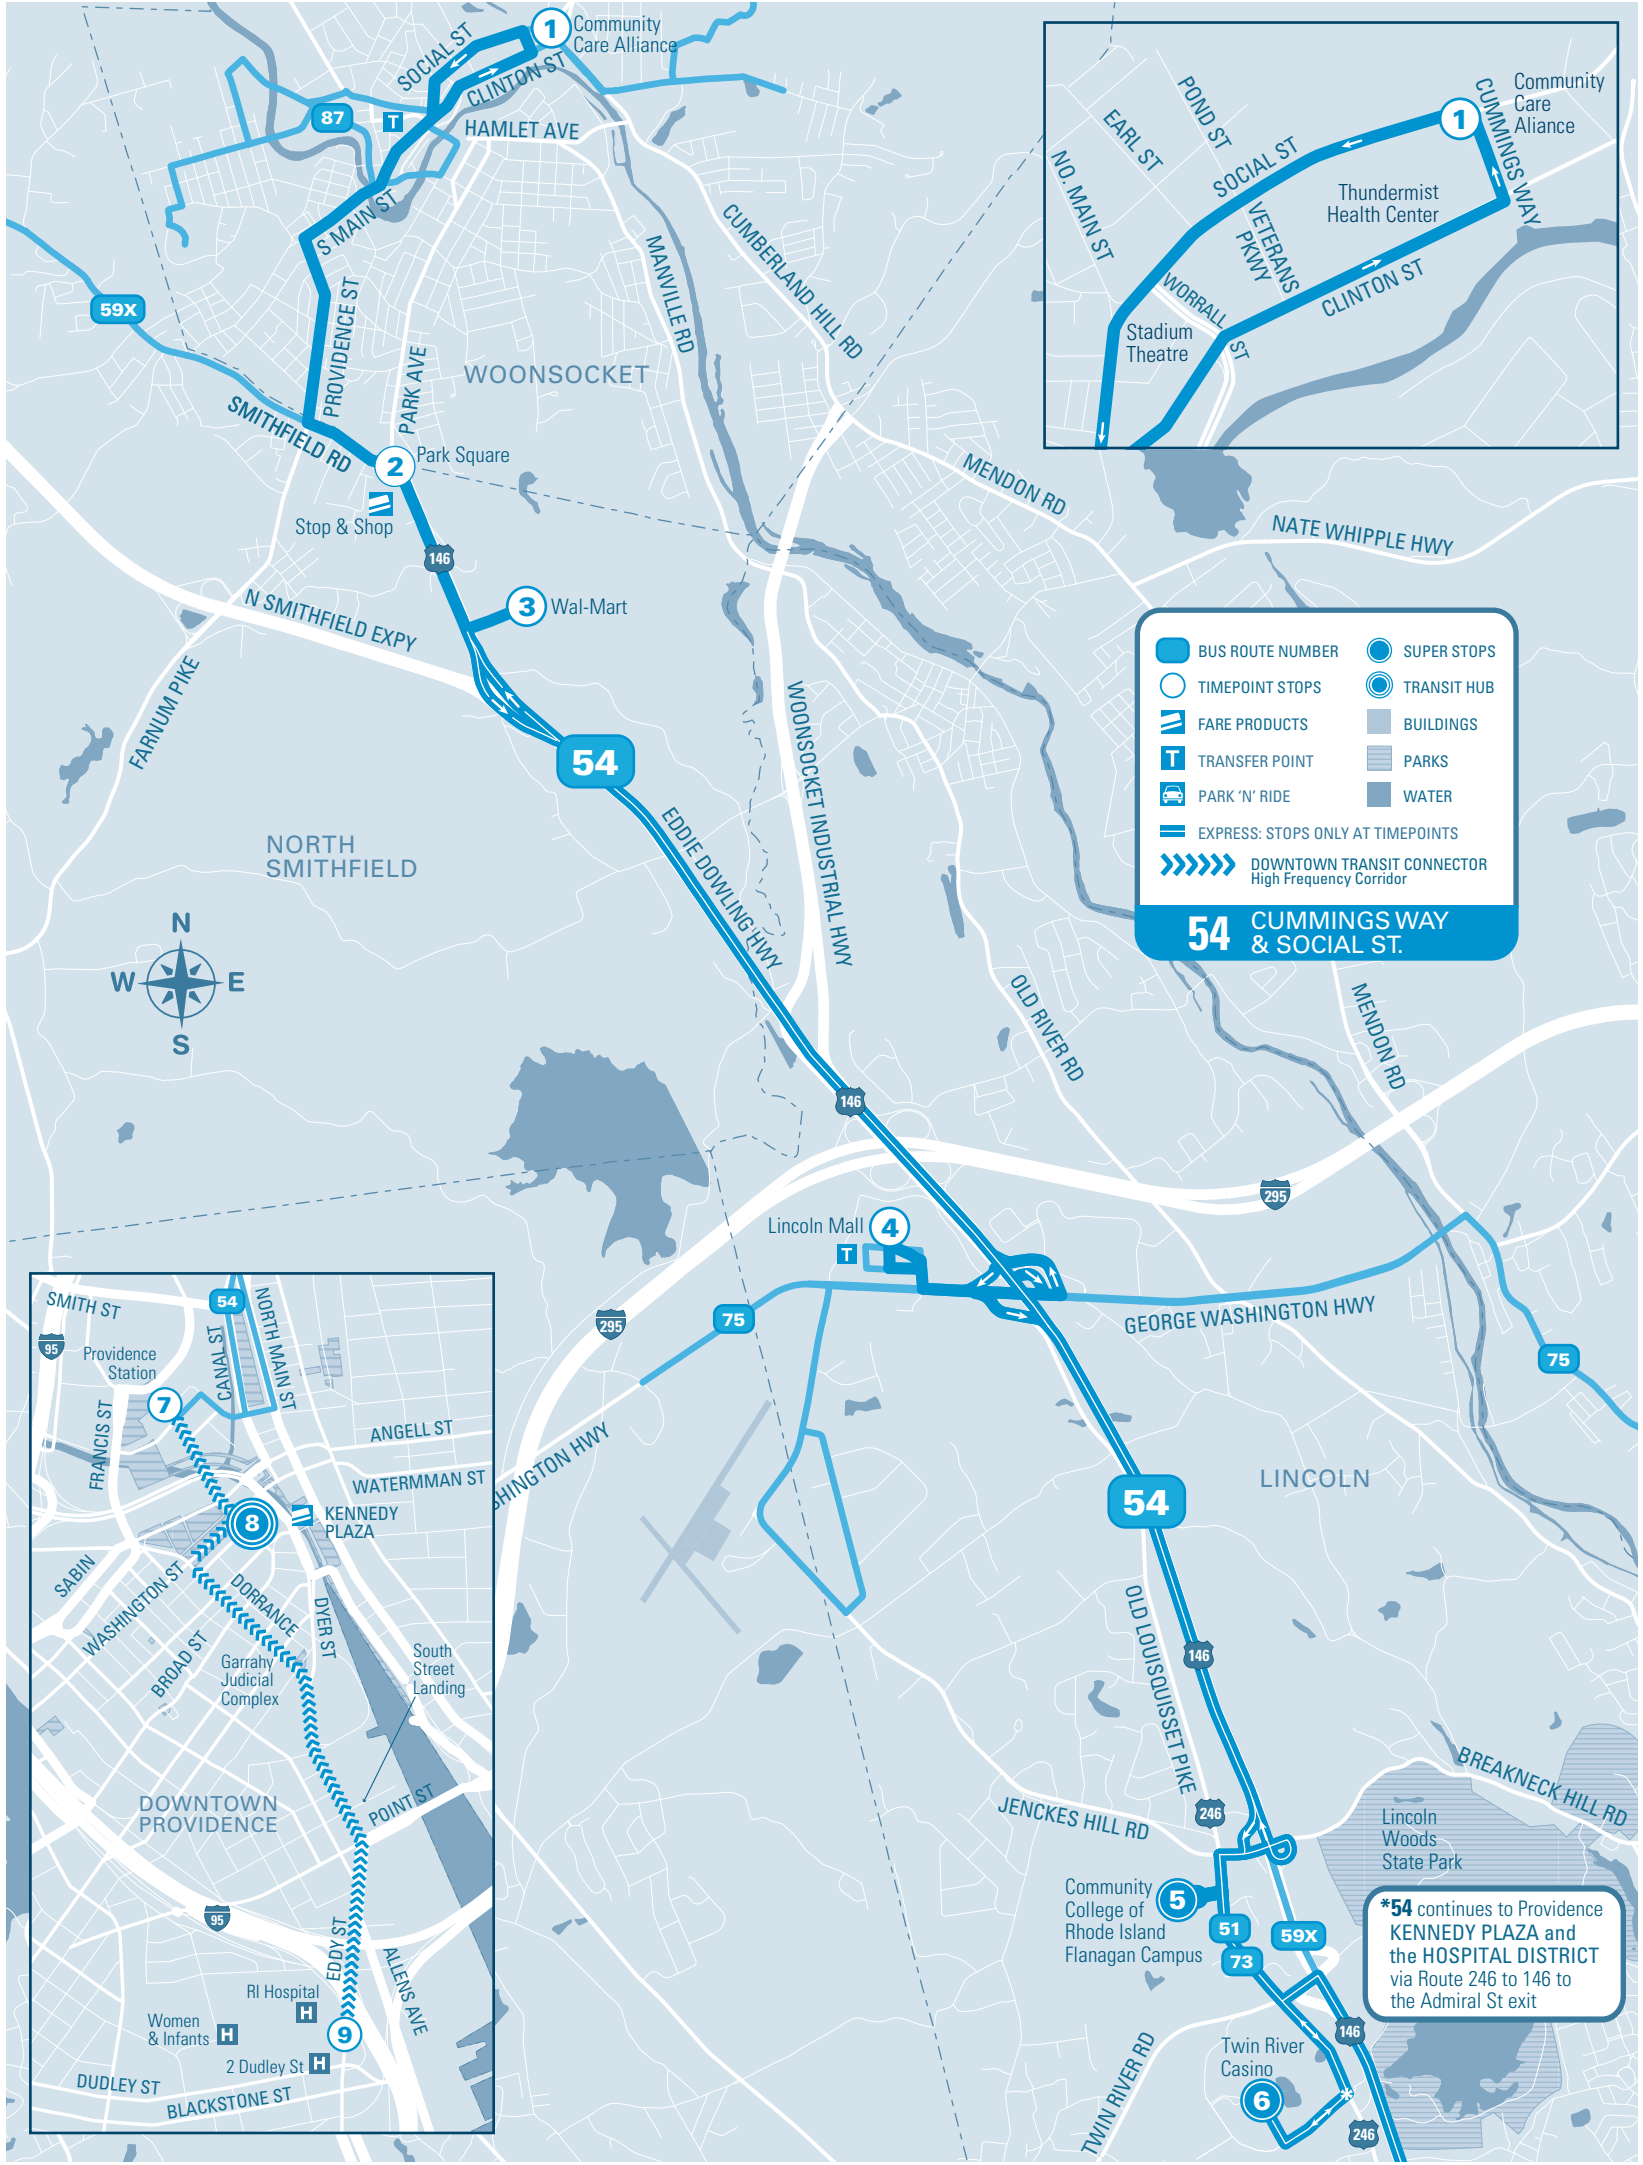 1
Community
Care Alliance
SOCIAL ST
CLINTON ST
87
T
HAMLET AVE
S MAIN ST
59X
PROVIDENCE ST
PARK AVE
MANVILLE RD
CUMBERLAND HILL RD
WOONSOCKET
SMITHFIELD RD
2
Park Square
Stop & Shop
146
3
Wal-Mart
N SMITHFIELD EXPY
FARNUM PIKE
MENDON RD
NATE WHIPPLE HWY
POND ST
EARL ST
NO. MAIN ST
SOCIAL ST
1
CUMMINGS WAY
Community
Care
Aliance
Thundermist
Health Center
VETERANS
PKWY
WORRALL
ST
CLINTON ST
Stadium
Theatre
BUS ROUTE NUMBER
SUPER STOPS
TIMEPOINT STOPS
TRANSIT HUB
FARE PRODUCTS
BUILDINGS
T
TRANSFER POINT
PARKS
PARK ‘N’ RIDE
WATER
EXPRESS: STOPS ONLY AT TIMEPOINTS
DOWNTOWN TRANSIT CONNECTOR
High Frequency Corridor
54
CUMMINGS WAY
& SOCIAL ST.
54
WOONSOCKET INDUSTRIAL HWY
EDDIE DOWLING HWY
NORTH
SMITHFIELD
N
W
E
S
OLD RIVER RD
MENDON RD
146
295
Lincoln Mall
4
T
295
75
GEORGE WASHINGTON HWY
75
SHINGTON HWY
54
LINCOLN
OLD LOUISQUISSET PIKE
146
JENCKES HILL RD
246
BREAKNECK HILL RD
Lincoln
Woods
State Park
Community
College of
Rhode Island
Flanagan Campus
5
51
73
59X
*54 continues to Providence
KENNEDY PLAZA and
the HOSPITAL DISTRICT
via Route 246 to 146 to
the Admiral St exit
146
TWIN RIVER RD
Twin River
Casino
6
*
246
SMITH ST
54
NORTH MAIN ST
CANAL ST
95
Providence
Station
7
FRANCIS ST
ANGELL ST
WATERMMAN ST
8
KENNEDY
PLAZA
SABIN
WASHINGTON ST
DORRANCE
DYER ST
BROAD ST
Garrahy
Judicial
Complex
South
Street
Landing
DOWNTOWN
PROVIDENCE
POINT ST
95
EDDY ST
ALLENS AVE
RI Hospital
H
Women
& Infants
H
9
2 Dudley St
H
DUDLEY ST
BLACKSTONE ST